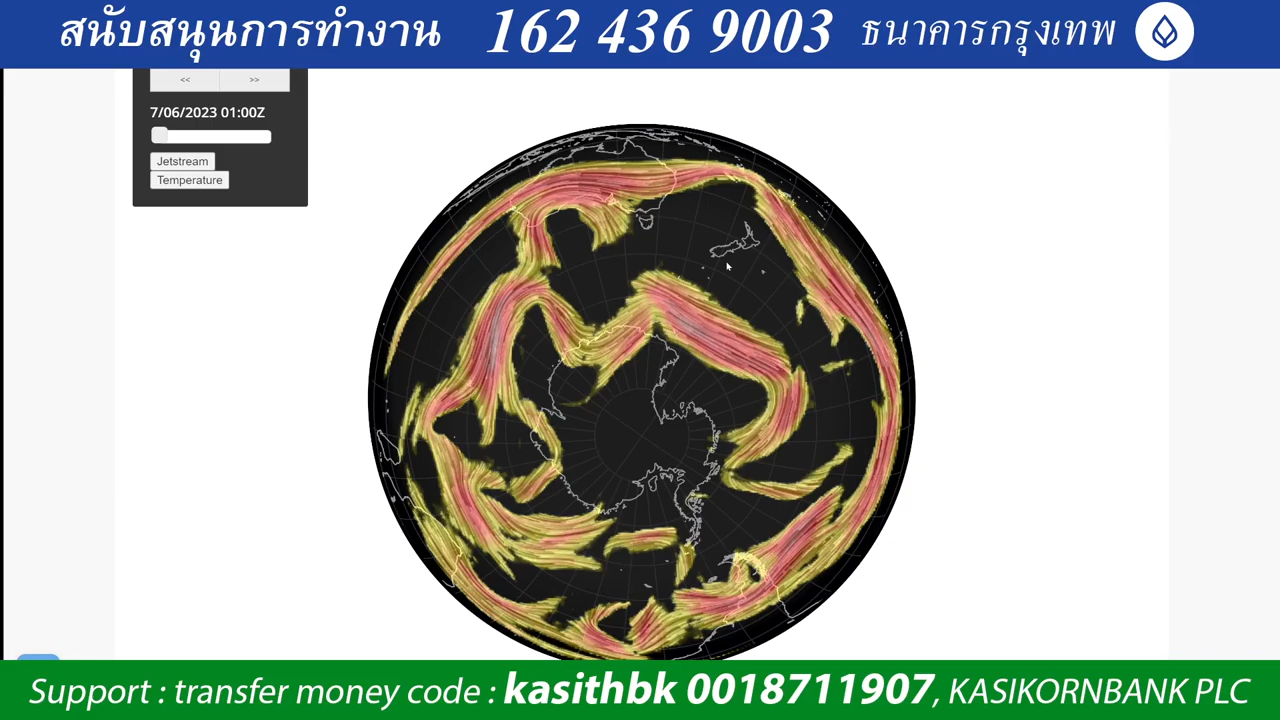 สนับสนุนการทำงาน 162 436 9003 ธนาคารกรุงเทพ
<< >>
7/06/2023 01:00Z
Jetstream
Temperature
Support : transfer money code : kasithbk 0018711907, KASIKORNBANK PLC